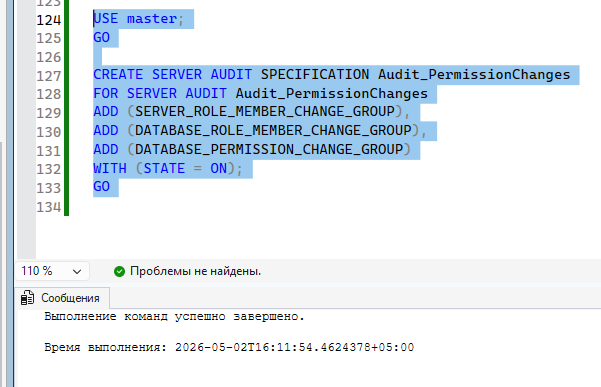 123
124 USE master;
125 GO
126
127 CREATE SERVER AUDIT SPECIFICATION Audit_PermissionChanges
128 FOR SERVER AUDIT Audit_PermissionChanges
129 ADD (SERVER_ROLE_MEMBER_CHANGE_GROUP),
130 ADD (DATABASE_ROLE_MEMBER_CHANGE_GROUP),
131 ADD (DATABASE_PERMISSION_CHANGE_GROUP)
132 WITH (STATE = ON);
133 GO
134
110 % Проблемы не найдены.
Сообщения
Выполнение команд успешно завершено.
Время выполнения: 2026-05-02T16:11:54.4624378+05:00